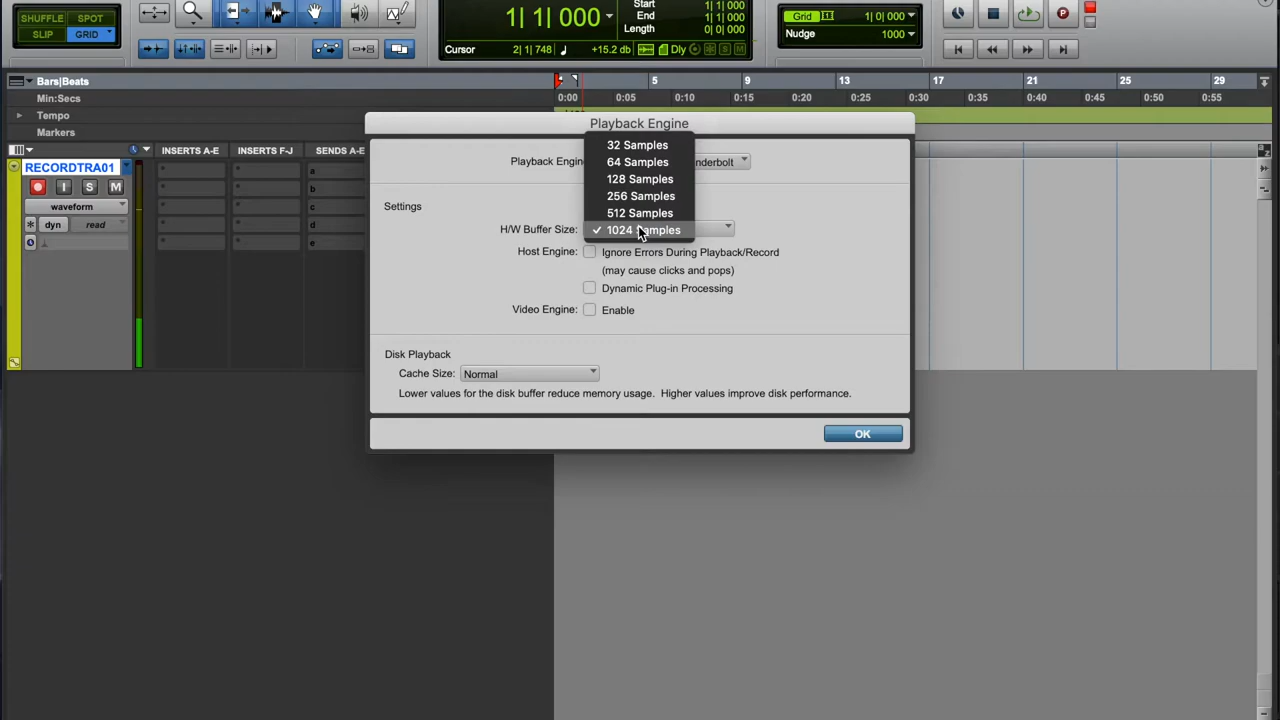 SHUFFLE SPOT
SLIP GRID
1| 1| 000
Start 1| 1| 000
End 1| 1| 000
Length 0| 0| 000
Cursor 2| 1| 748 +15.2 db Dly S M
Grid 1| 0| 000
Nudge 1000
P
Bars|Beats 5 9 13 17 21 25 29
Min:Secs 0:00 0:05 0:10 0:15 0:20 0:25 0:30 0:35 0:40 0:45 0:50 0:55
Tempo
Markers
INSERTS A-E INSERTS F-J SENDS A-E
RECORDTRA01
I S M
waveform
dyn read
a
b
c
d
e
Playback Engine
nderbolt
Settings
H/W Buffer Size:
32 Samples
64 Samples
128 Samples
256 Samples
512 Samples
✓ 1024 Samples
Host Engine: Ignore Errors During Playback/Record
(may cause clicks and pops)
Dynamic Plug-in Processing
Video Engine: Enable
Disk Playback
Cache Size: Normal
Lower values for the disk buffer reduce memory usage. Higher values improve disk performance.
OK